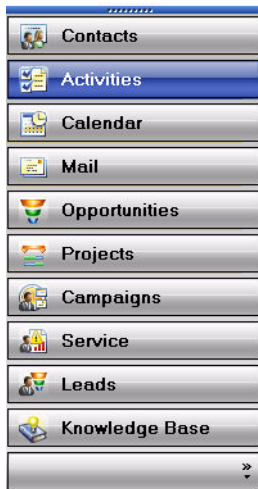 Contacts
Activities
Calendar
Mail
Opportunities
Projects
Campaigns
Service
Leads
Knowledge Base
»